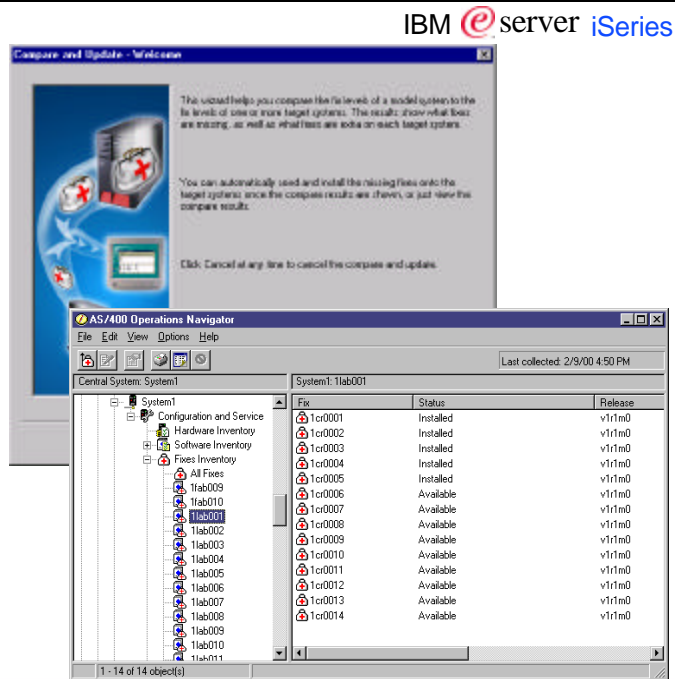 IBM e server iSeries
Compare and Update - Welcome
This wizard helps you compare the fix levels of a model system to the
fix levels of one or more target systems. The results show what fixes
are missing, as well as what fixes are extra on each target system.
You can automatically send and install the missing fixes onto the
target systems once the compare results are shown, or just view the
compare results.
Click Cancel at any time to cancel the compare and update.
AS/400 Operations Navigator
File Edit View Options Help
Last collected: 2/9/00 4:50 PM
Central System: System1
System1: 1lab001
System1
Configuration and Service
Hardware Inventory
Software Inventory
Fixes Inventory
All Fixes
1fab009
1fab010
1lab001
1lab002
1lab003
1lab004
1lab005
1lab006
1lab007
1lab008
1lab009
1lab010
1lab011
Fix Status Release
1cr0001 Installed v1r1m0
1cr0002 Installed v1r1m0
1cr0003 Installed v1r1m0
1cr0004 Installed v1r1m0
1cr0005 Installed v1r1m0
1cr0006 Available v1r1m0
1cr0007 Available v1r1m0
1cr0008 Available v1r1m0
1cr0009 Available v1r1m0
1cr0010 Available v1r1m0
1cr0011 Available v1r1m0
1cr0012 Available v1r1m0
1cr0013 Available v1r1m0
1cr0014 Available v1r1m0
1 - 14 of 14 object(s)